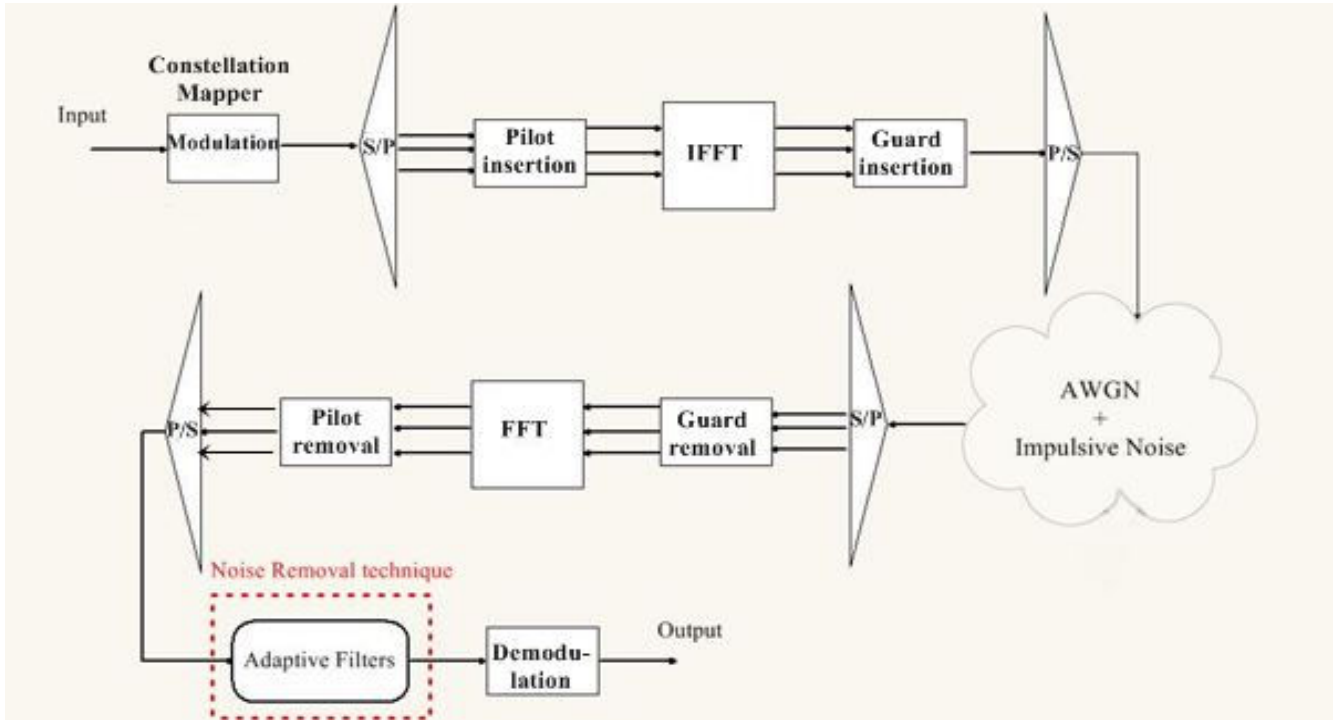 Constellation
Mapper
Input
Modulation
S/P
Pilot
insertion
IFFT
Guard
insertion
P/S
AWGN
+
Impulsive Noise
S/P
Guard
removal
FFT
Pilot
removal
P/S
Noise Removal technique
Adaptive Filters
Demodu-
lation
Output